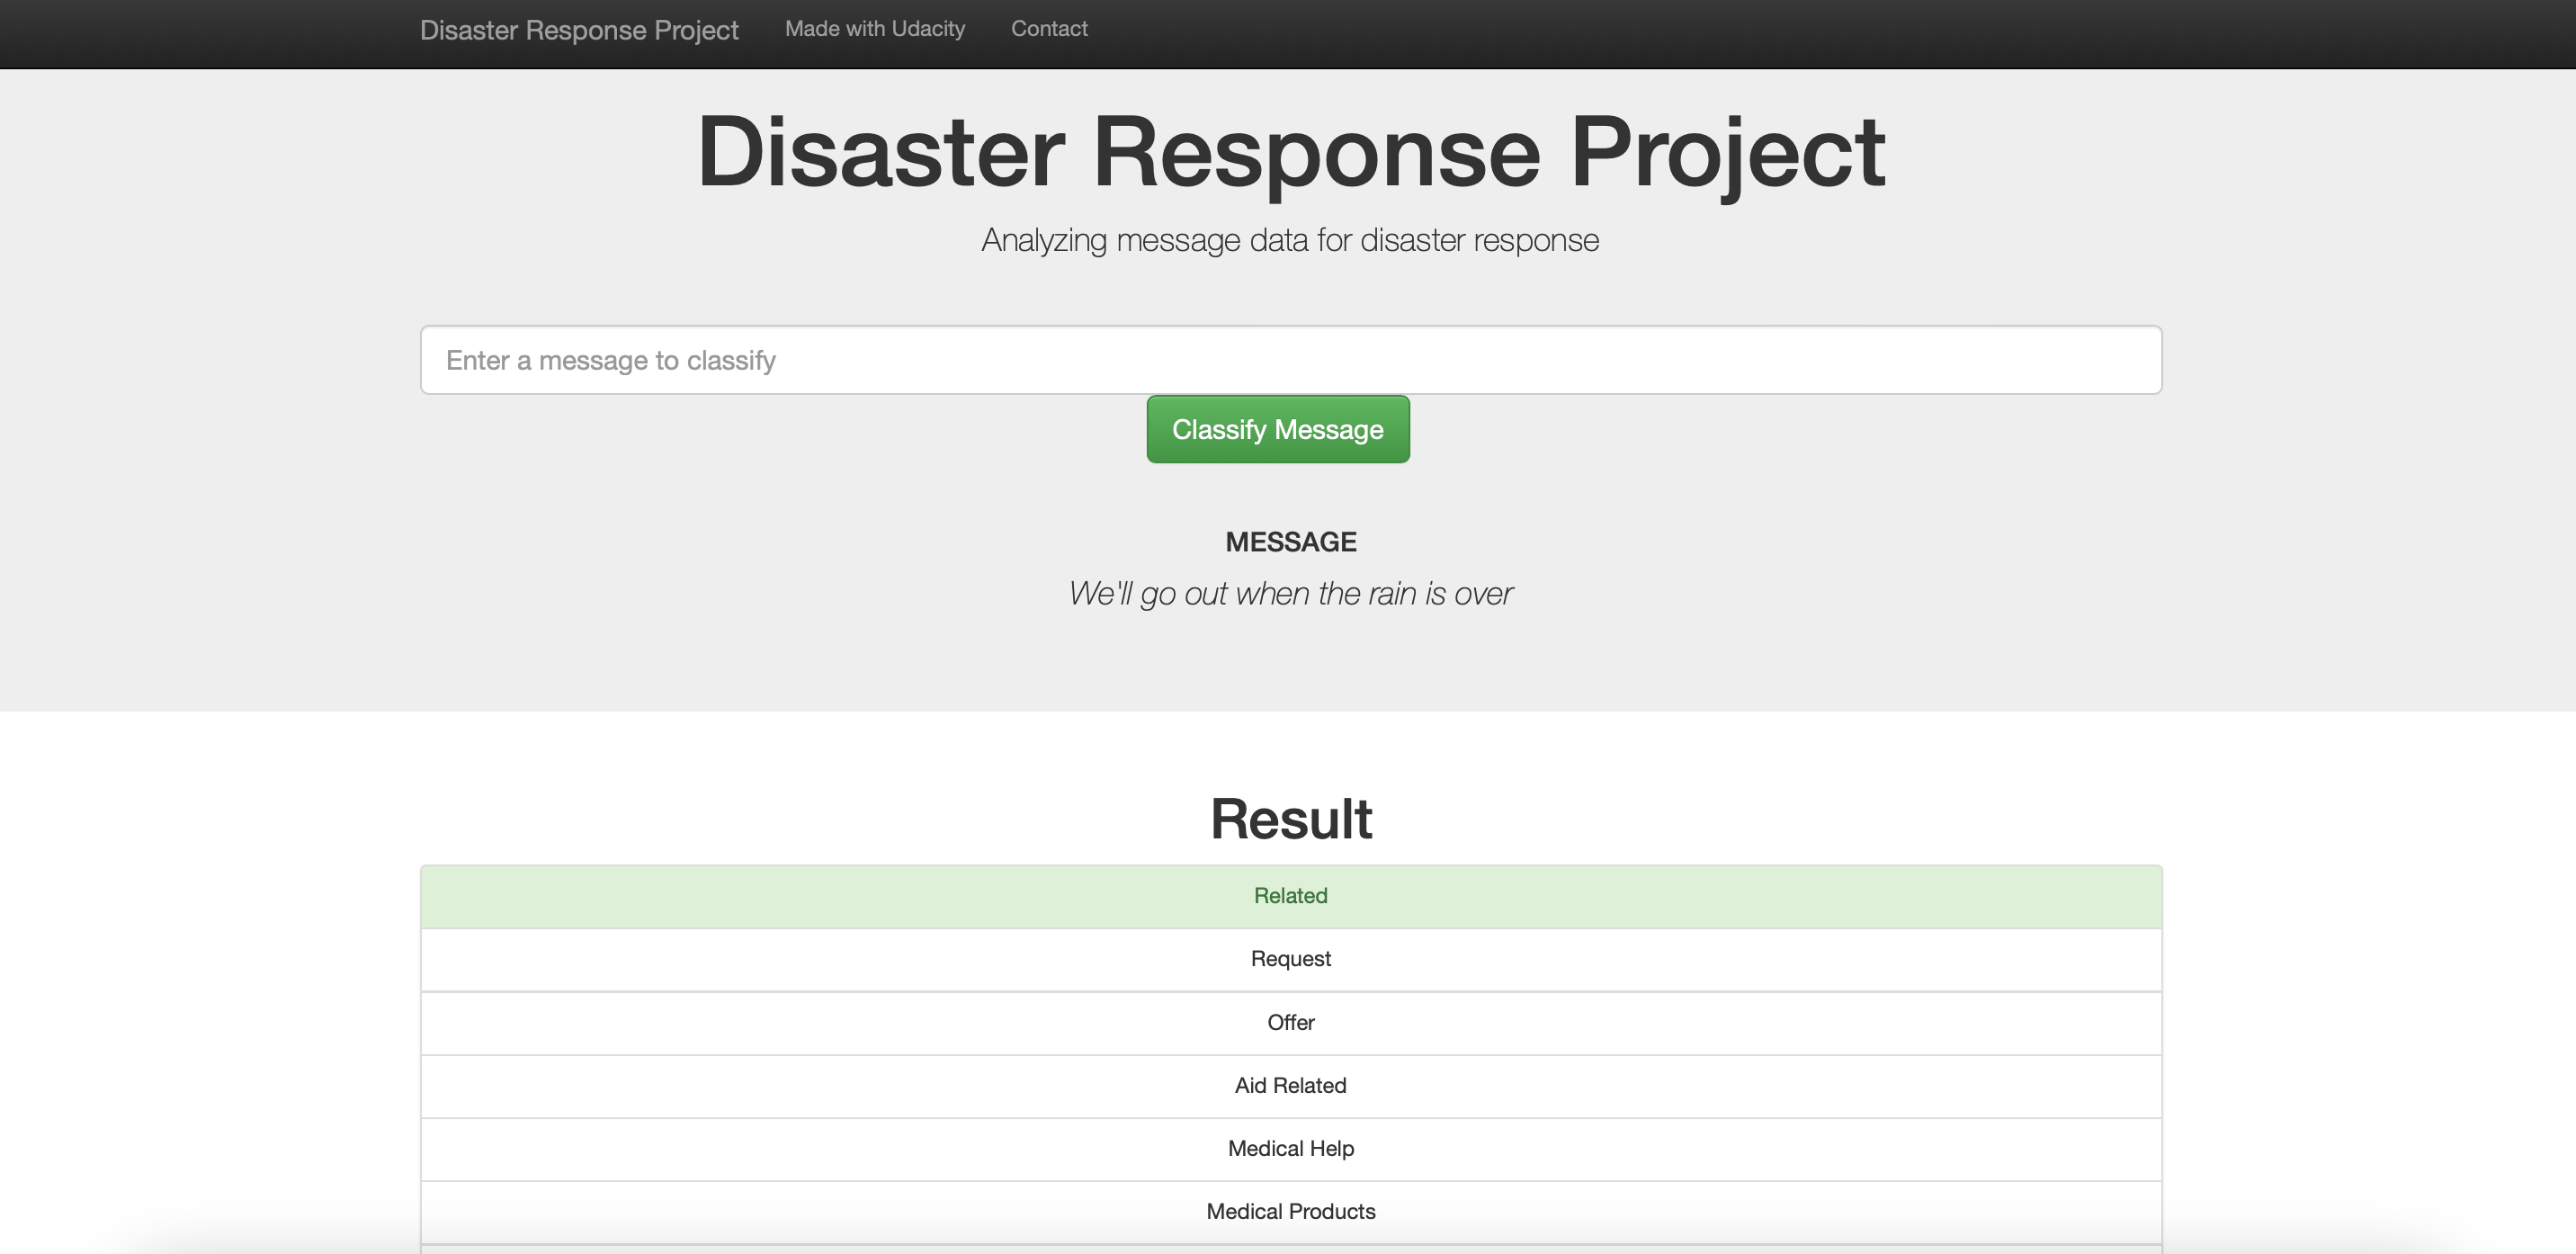 Disaster Response Project Made with Udacity Contact
Disaster Response Project
Analyzing message data for disaster response
Enter a message to classify
Classify Message
MESSAGE
We'll go out when the rain is over
Result
Related
Request
Offer
Aid Related
Medical Help
Medical Products